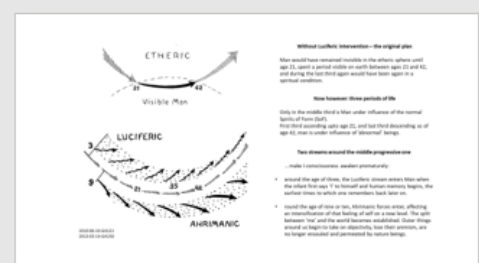 ETHERIC
21
42
Visible Man
LUCIFERIC
3
9
21
35
42
AHRIMANIC
Without Luciferic Intervention – the original plan
Man would have remained invisible in the etheric sphere until
age 21, spent a period visible on earth between ages 21 and 42,
and during the last third again would have been again in a
spiritual condition.
Now however: three periods of life
Only in the middle third is Man under influence of the normal
Spirits of Form (SoF).
First third ascending upto age 21, and last third descending as of
age 42, man is under influence of 'abnormal' beings.
Two streams around the middle progressive one
.. make I-consciousness awaken prematurely:
• around the age of three, the Luciferic stream enters Man when
the infant first says 'I' to himself and human memory begins, the
earliest times to which one remembers back later on.
• round the age of nine or ten, Ahrimanic forces enter, effecting
an intensification of that feeling of self on a new level. The split
between 'me' and the world becomes established. Outer things
around us begin to take on objectivity, lose their animism, are
no longer ensouled and permeated by nature beings.